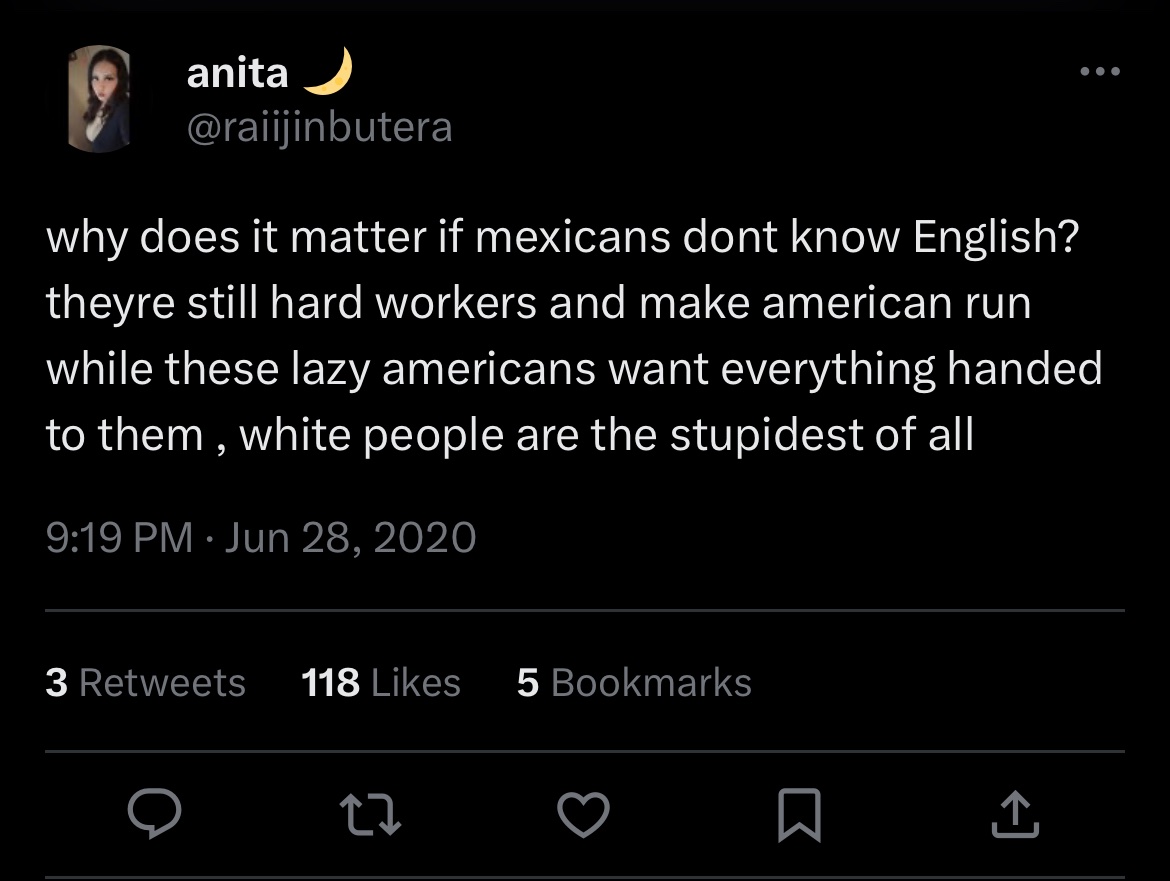 anita 🌙
@raiijinbutera
why does it matter if mexicans dont know English?
theyre still hard workers and make american run
while these lazy americans want everything handed
to them , white people are the stupidest of all
9:19 PM · Jun 28, 2020
3 Retweets 118 Likes 5 Bookmarks